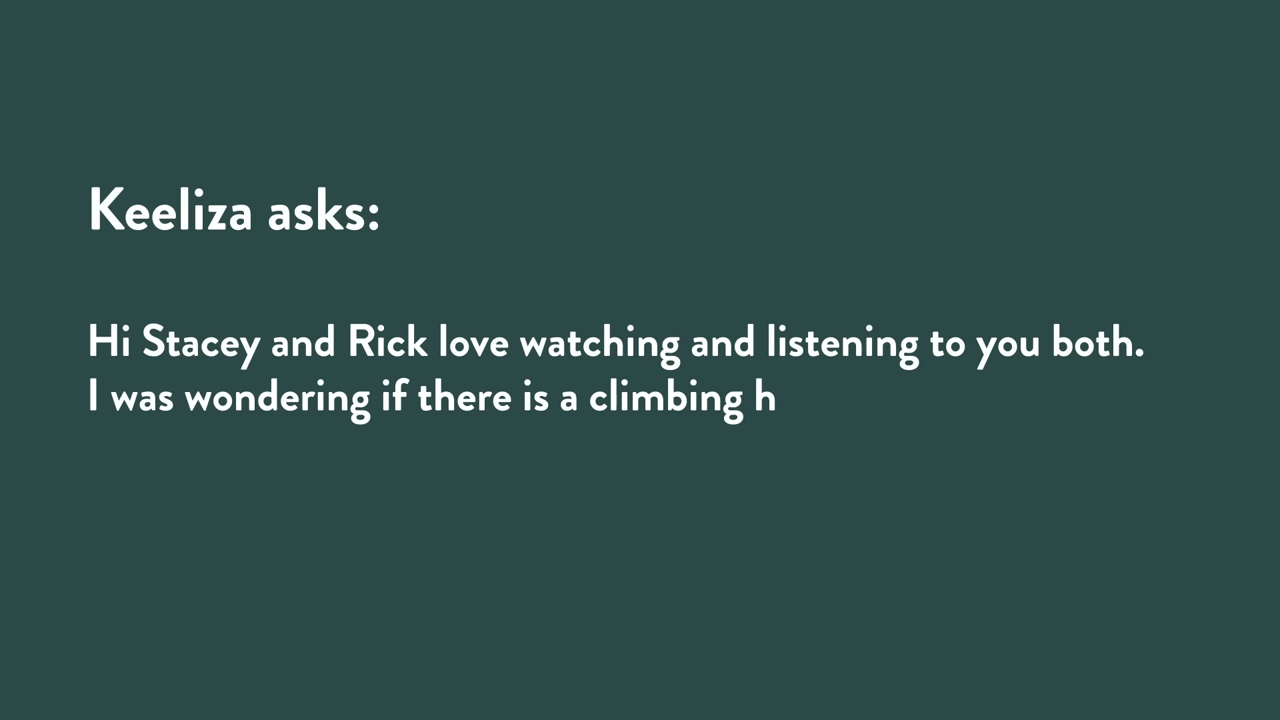 Keeliza asks:
Hi Stacey and Rick love watching and listening to you both.
I was wondering if there is a climbing h